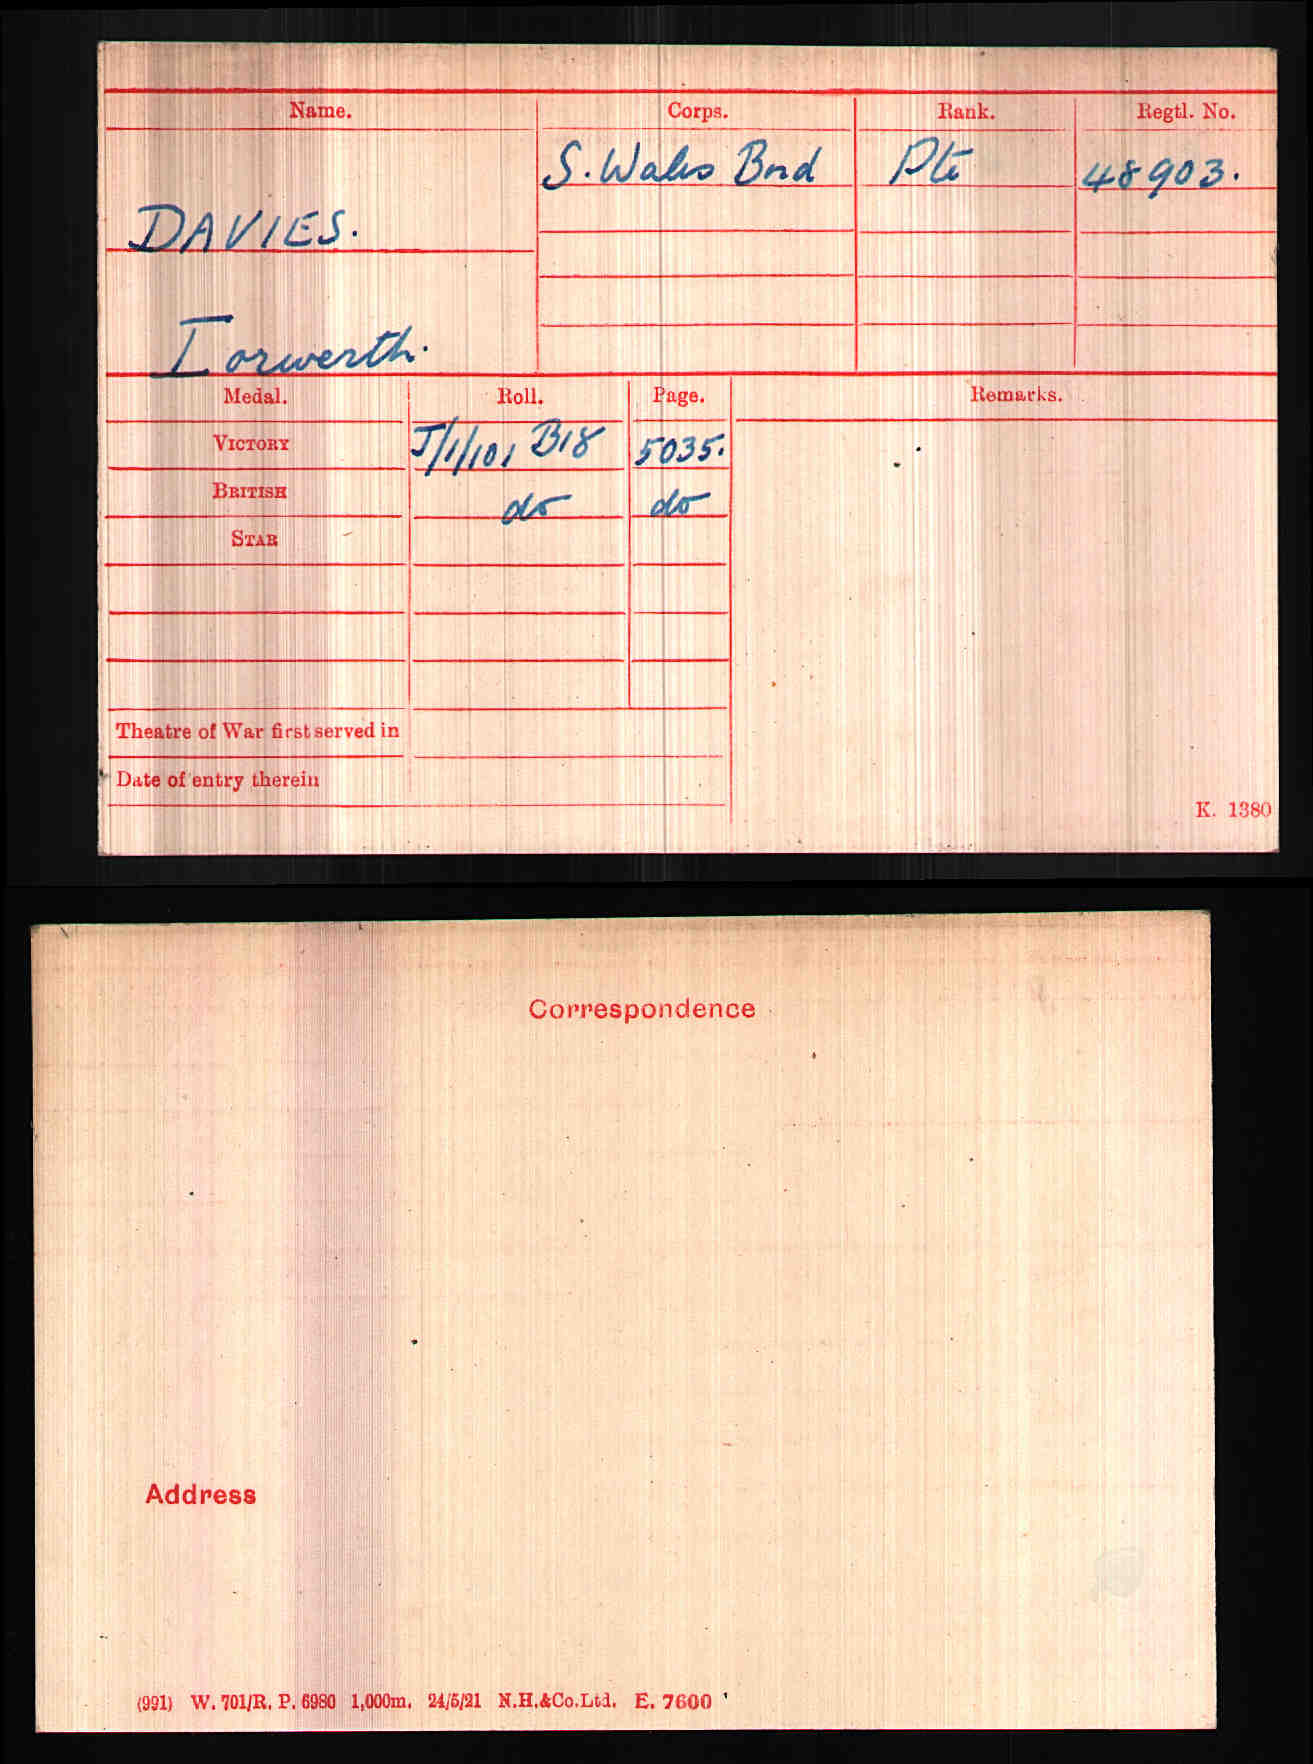 Name. Corps. Rank. Regtl. No.
S. Wales Bord Pte 48903.
DAVIES.
Iorwerth.
Medal. Roll. Page. Remarks.
VICTORY J/1/101 B18 5035.
BRITISH do do
STAR
Theatre of War first served in
Date of entry therein
K. 1380
Correspondence
Address
(991) W. 701/R. P. 6980 1,000m. 24/5/21 N.H.&Co.Ltd. E. 7600